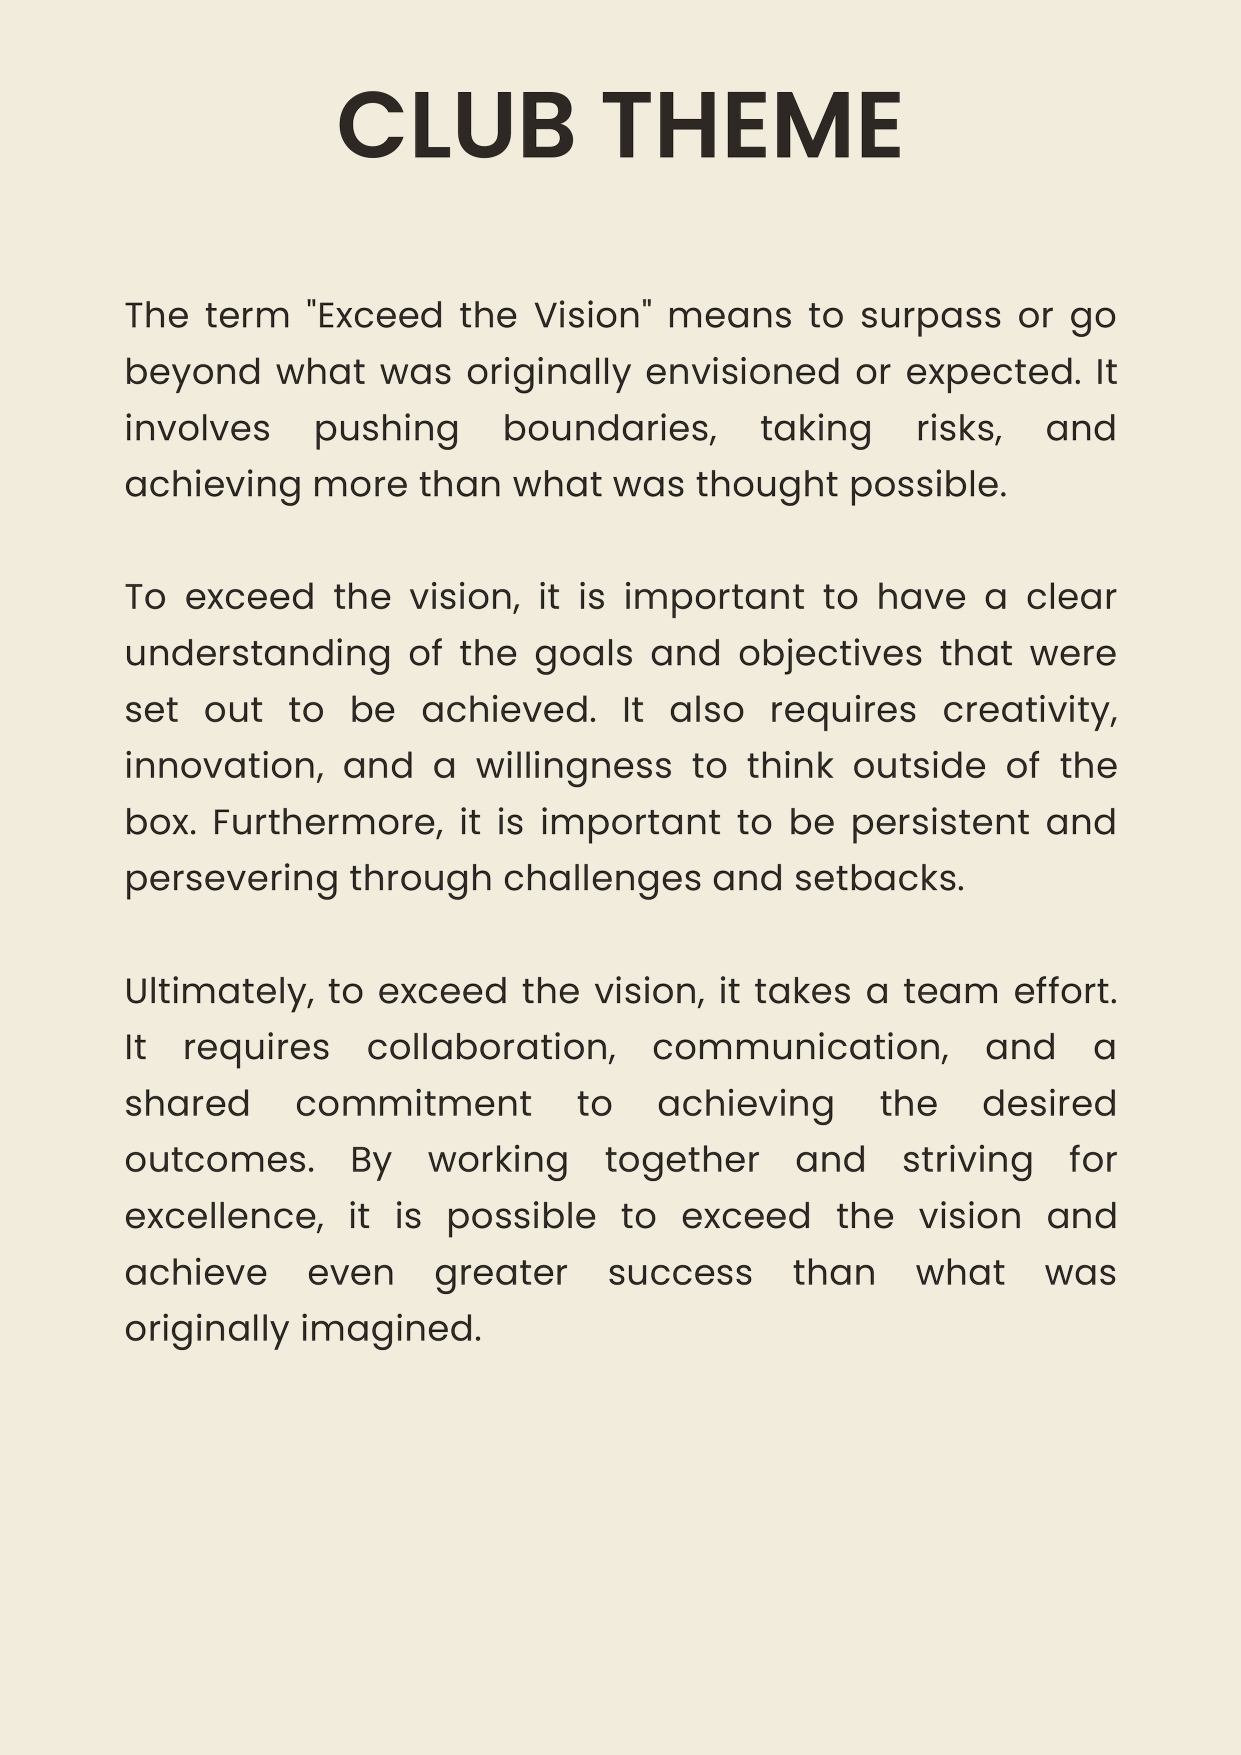 CLUB THEME
The term "Exceed the Vision" means to surpass or go
beyond what was originally envisioned or expected. It
involves pushing boundaries, taking risks, and
achieving more than what was thought possible.
To exceed the vision, it is important to have a clear
understanding of the goals and objectives that were
set out to be achieved. It also requires creativity,
innovation, and a willingness to think outside of the
box. Furthermore, it is important to be persistent and
persevering through challenges and setbacks.
Ultimately, to exceed the vision, it takes a team effort.
It requires collaboration, communication, and a
shared commitment to achieving the desired
outcomes. By working together and striving for
excellence, it is possible to exceed the vision and
achieve even greater success than what was
originally imagined.